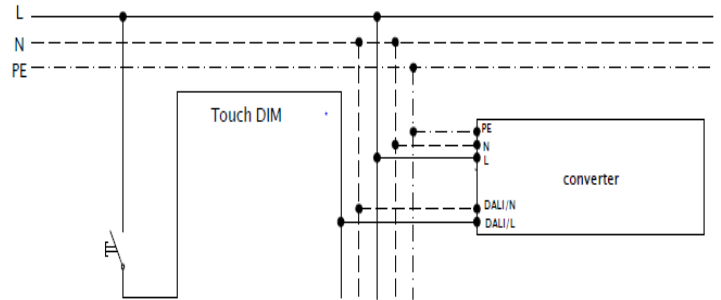 L
N
PE
Touch DIM
PE
N
L
converter
DALI/N
DALI/L